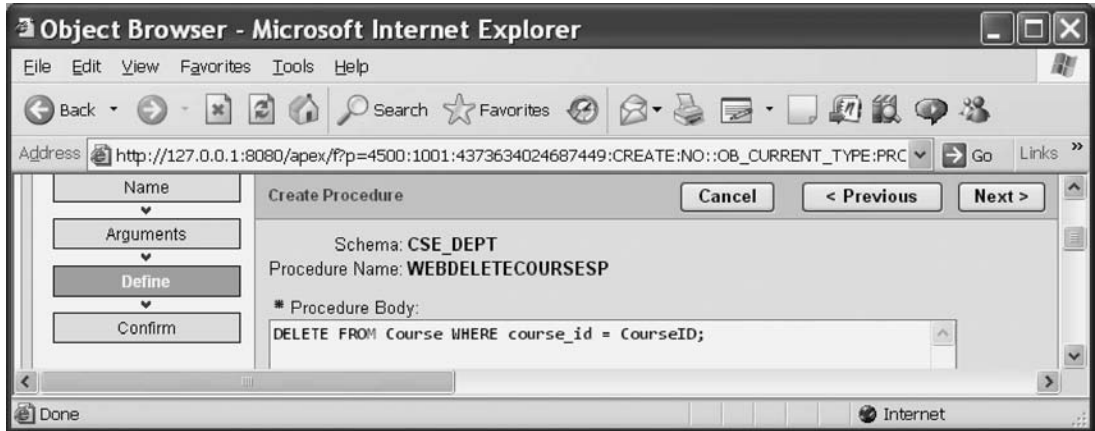 Object Browser - Microsoft Internet Explorer
File Edit View Favorites Tools Help
Back Search Favorites
Address http://127.0.0.1:8080/apex/f?p=4500:1001:4373634024687449:CREATE:NO::OB_CURRENT_TYPE:PRC Go Links »
Name
Create Procedure Cancel < Previous Next >
Arguments
Schema: CSE_DEPT
Procedure Name: WEBDELETECOURSESP
Define
* Procedure Body:
Confirm
DELETE FROM Course WHERE course_id = CourseID;
Done Internet